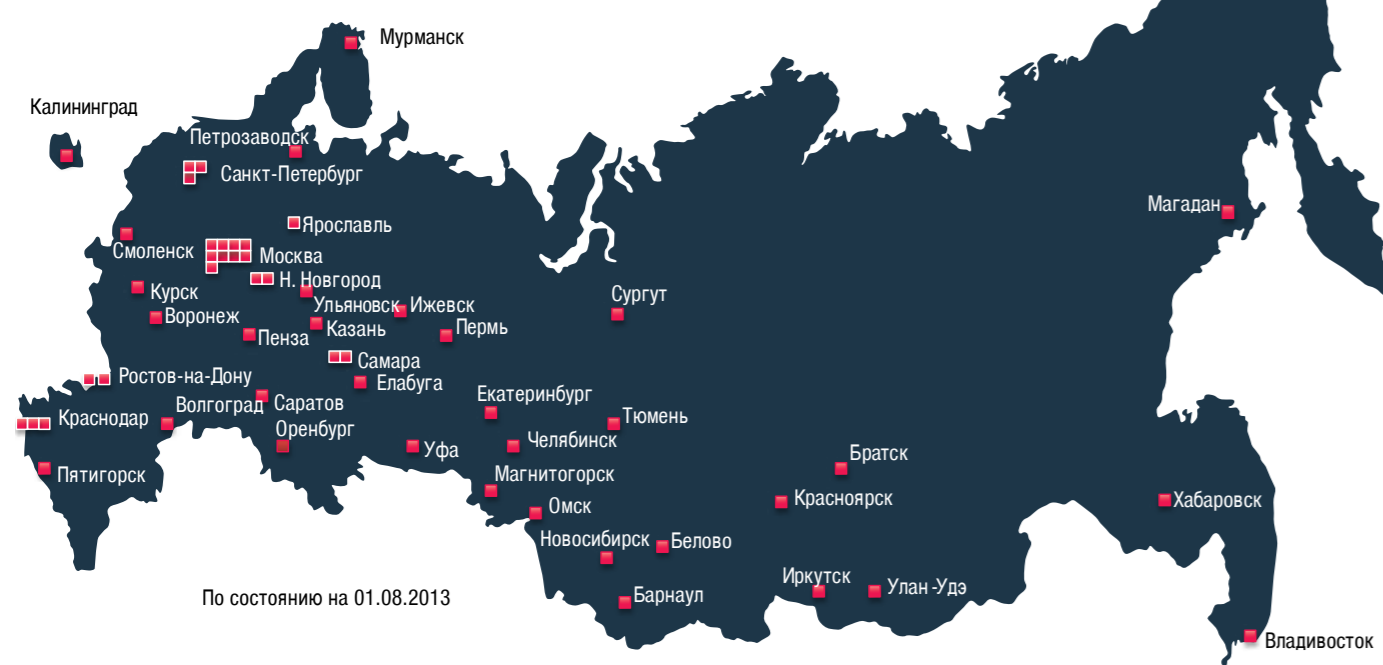 Мурманск
Калининград
Петрозаводск
Санкт-Петербург
Магадан
Ярославль
Смоленск
Москва
Н. Новгород
Курск
Сургут
Ульяновск
Ижевск
Воронеж
Казань
Пермь
Пенза
Самара
Ростов-на-Дону
Елабуга
Екатеринбург
Волгоград
Саратов
Краснодар
Тюмень
Оренбург
Челябинск
Уфа
Братск
Пятигорск
Магнитогорск
Красноярск
Хабаровск
Омск
Новосибирск
Белово
Иркутск
Улан-Удэ
Барнаул
По состоянию на 01.08.2013
Владивосток